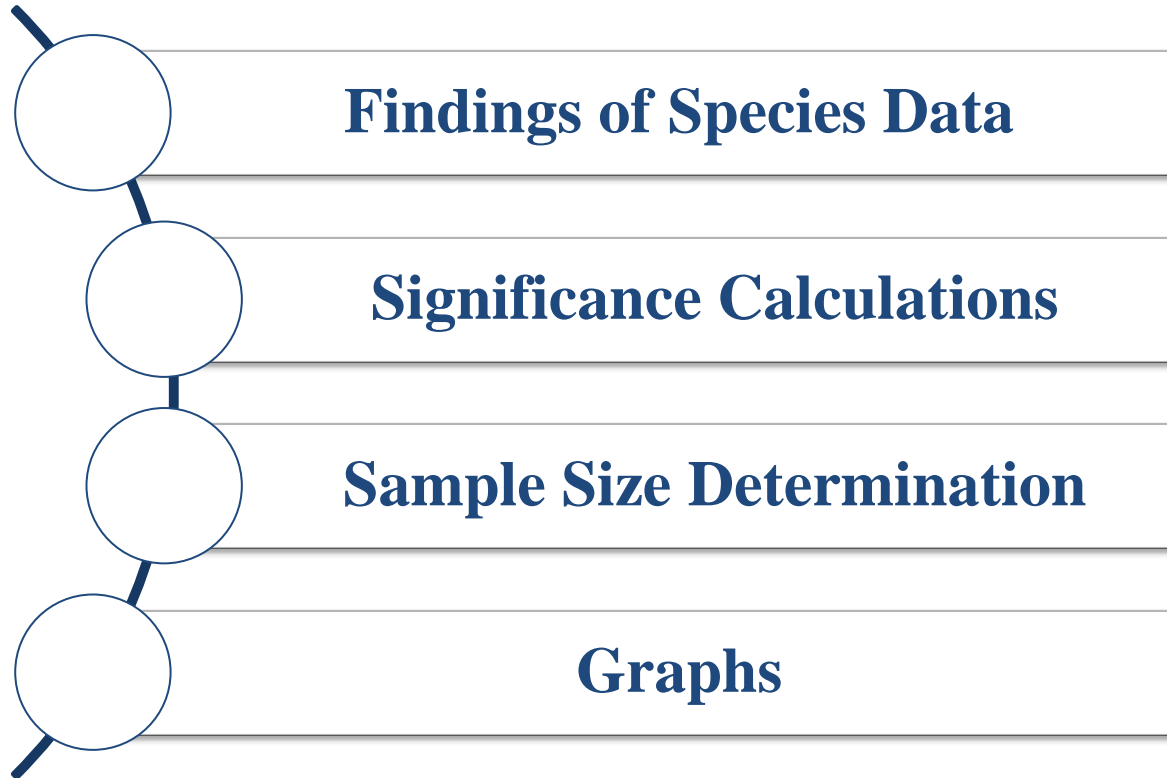 Findings of Species Data
Significance Calculations
Sample Size Determination
Graphs